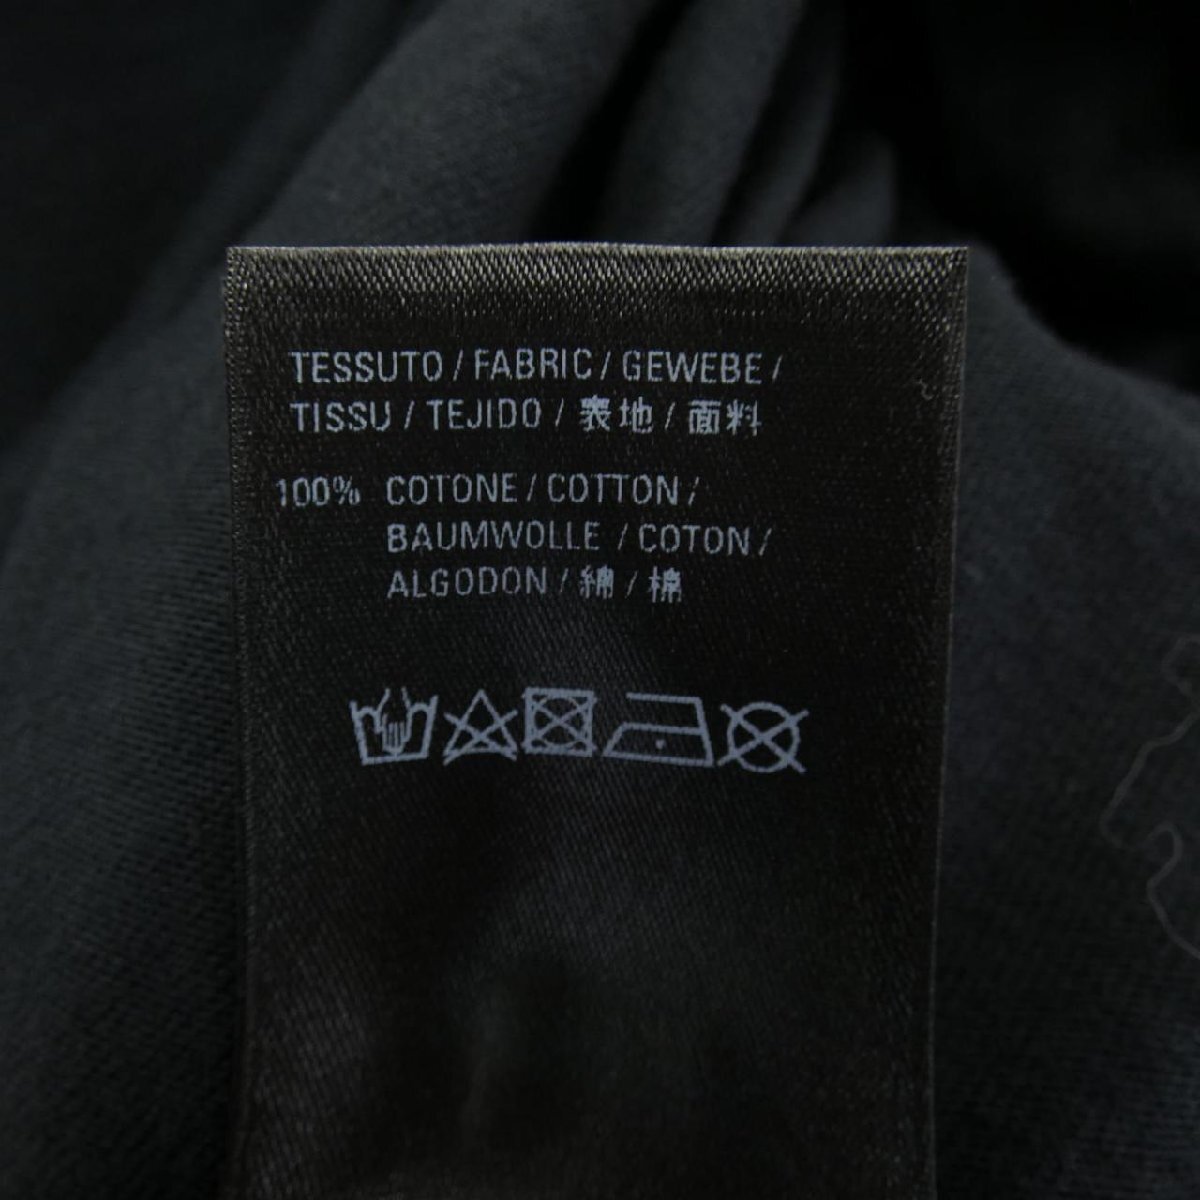 TESSUTO / FABRIC / GEWEBE /
TISSU / TEJIDO / 表地 / 面料
100% COTONE / COTTON /
BAUMWOLLE / COTON /
ALGODON / 綿 / 棉